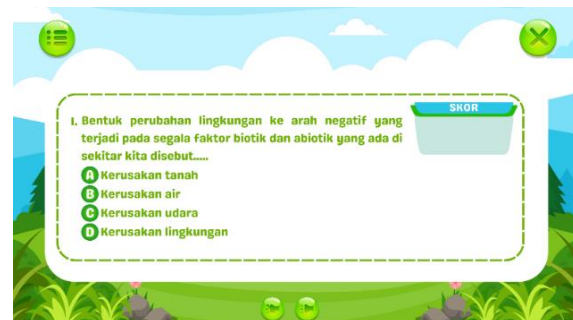 SKOR
1. Bentuk perubahan lingkungan ke arah negatif yang
terjadi pada segala faktor biotik dan abiotik yang ada di
sekitar kita disebut.....
A Kerusakan tanah
B Kerusakan air
C Kerusakan udara
D Kerusakan lingkungan